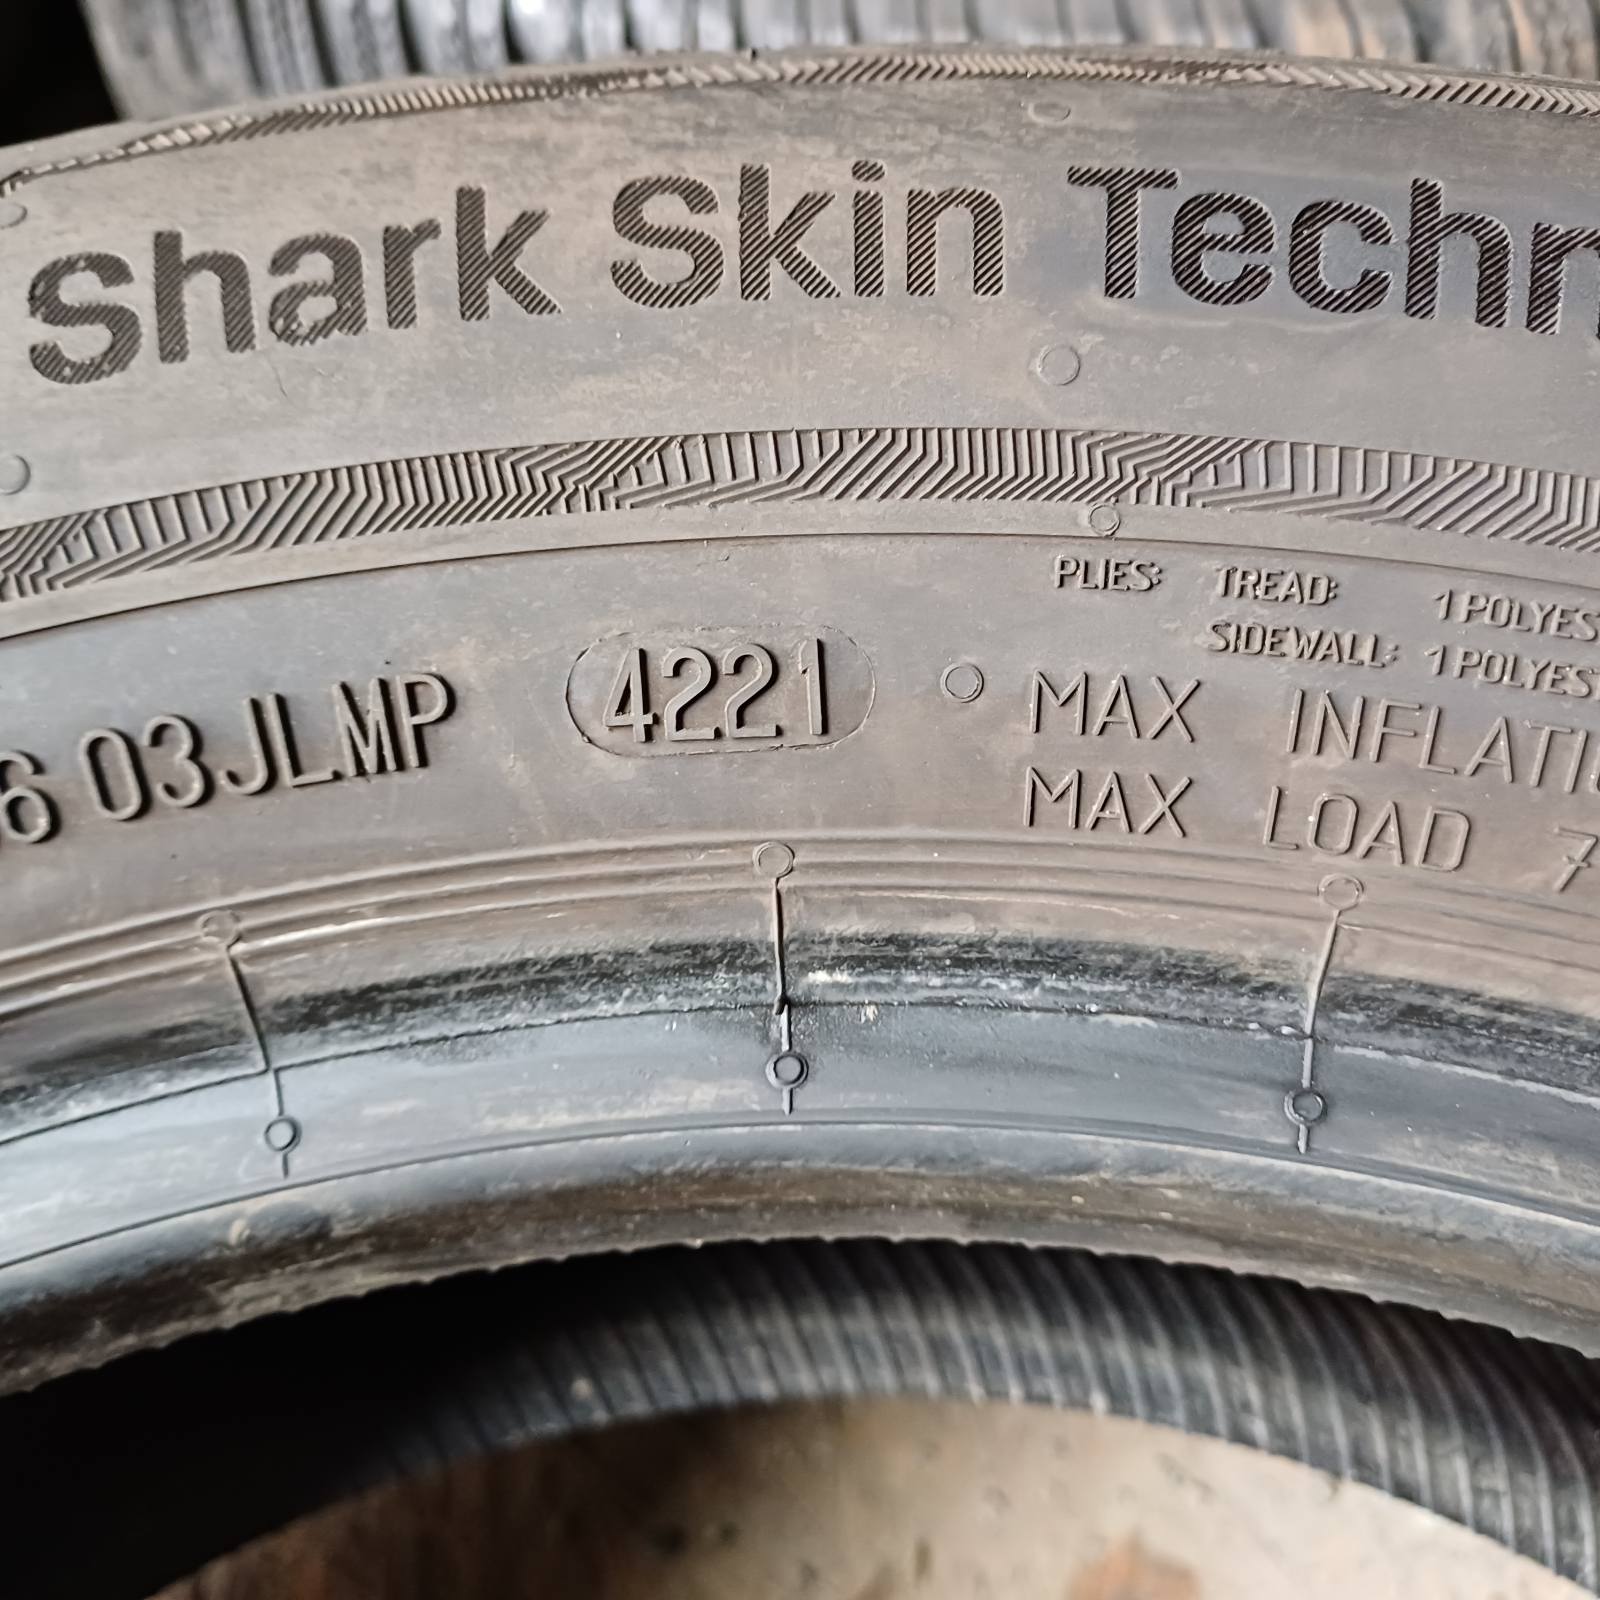 Shark Skin Techn
PLIES: TREAD: 1 POLYES
SIDEWALL: 1 POLYES
6 03JLMP 4221 MAX INFLATI
MAX LOAD 7